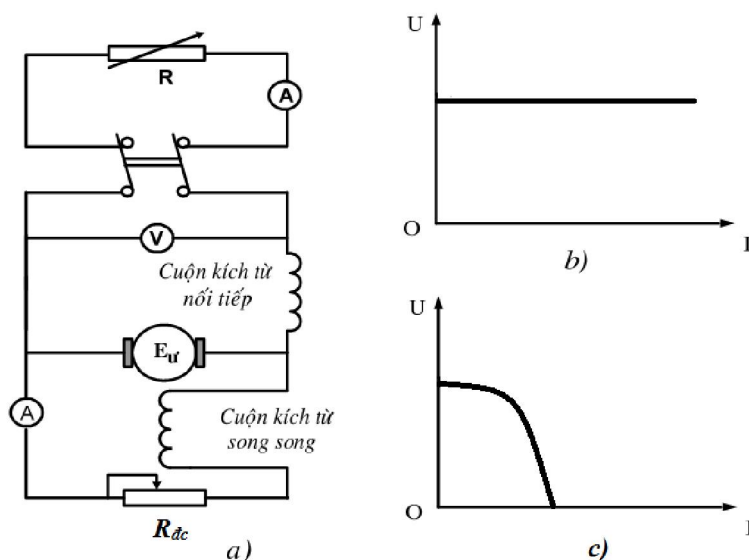 R
A
V
Cuộn kích từ
nối tiếp
Eư
A
Cuộn kích từ
song song
Rđc
a)
U
O
I
b)
U
O
I
c)